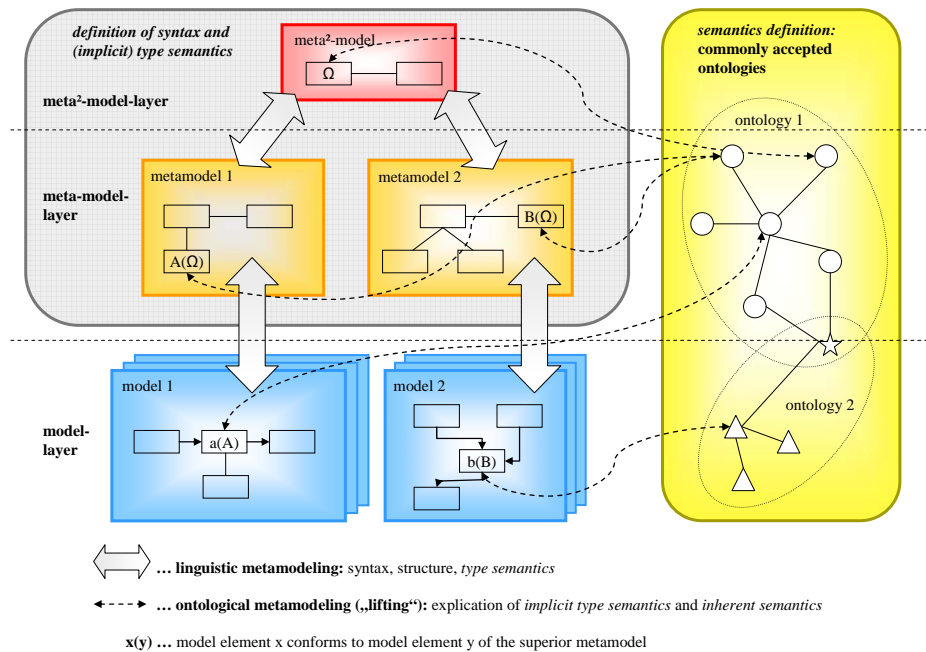 definition of syntax and
(implicit) type semantics
meta²-model
Ω
meta²-model-layer
semantics definition:
commonly accepted
ontologies
ontology 1
meta-model-
layer
metamodel 1
A(Ω)
metamodel 2
B(Ω)
model-
layer
model 1
a(A)
model 2
b(B)
ontology 2
... linguistic metamodeling: syntax, structure, type semantics
... ontological metamodeling („lifting“): explication of implicit type semantics and inherent semantics
x(y) ... model element x conforms to model element y of the superior metamodel